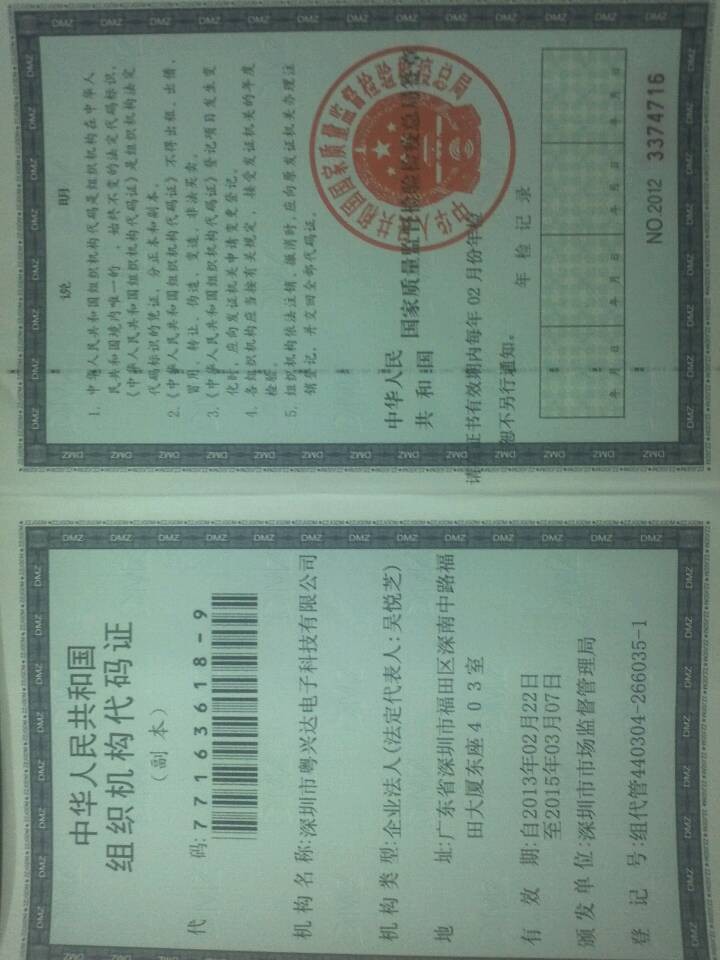 中华人民共和国
组织机构代码证
（副本）
代 码:77163618-9
机构名称:深圳市粤兴达电子科技有限公司
机构类型:企业法人(法定代表人:吴悦芝)
地 址:广东省深圳市福田区深南中路福
田大厦东座403室
有 效 期:自2013年02月22日
至2015年03月07日
颁发单位:深圳市市场监督管理局
登 记 号:组代管440304-266035-1
说 明
1. 中华人民共和国组织机构代码是组织机构在中华人
民共和国境内唯一的、始终不变的法定代码标识，
《中华人民共和国组织机构代码证》是组织机构法定
代码标识的凭证，分正本和副本。
2. 《中华人民共和国组织机构代码证》不得出租、出借、
冒用、转让、伪造、变造、非法买卖。
3. 《中华人民共和国组织机构代码证》登记项目发生变
化时，应向发证机关申请变更登记。
4. 各组织机构应当按有关规定，接受发证机关的年度
检验。
5. 组织机构依法注销、撤消时，应向原发证机关办理注
销登记，并交回全部代码证。
中华人民
共和国
国家质量监督检验检疫总局签章
请 证书有效期内每年02月份年检
恕不另行通知。
年检记录
年 月 日
年 月 日
年 月 日
年 月 日
NO.2012 3374716